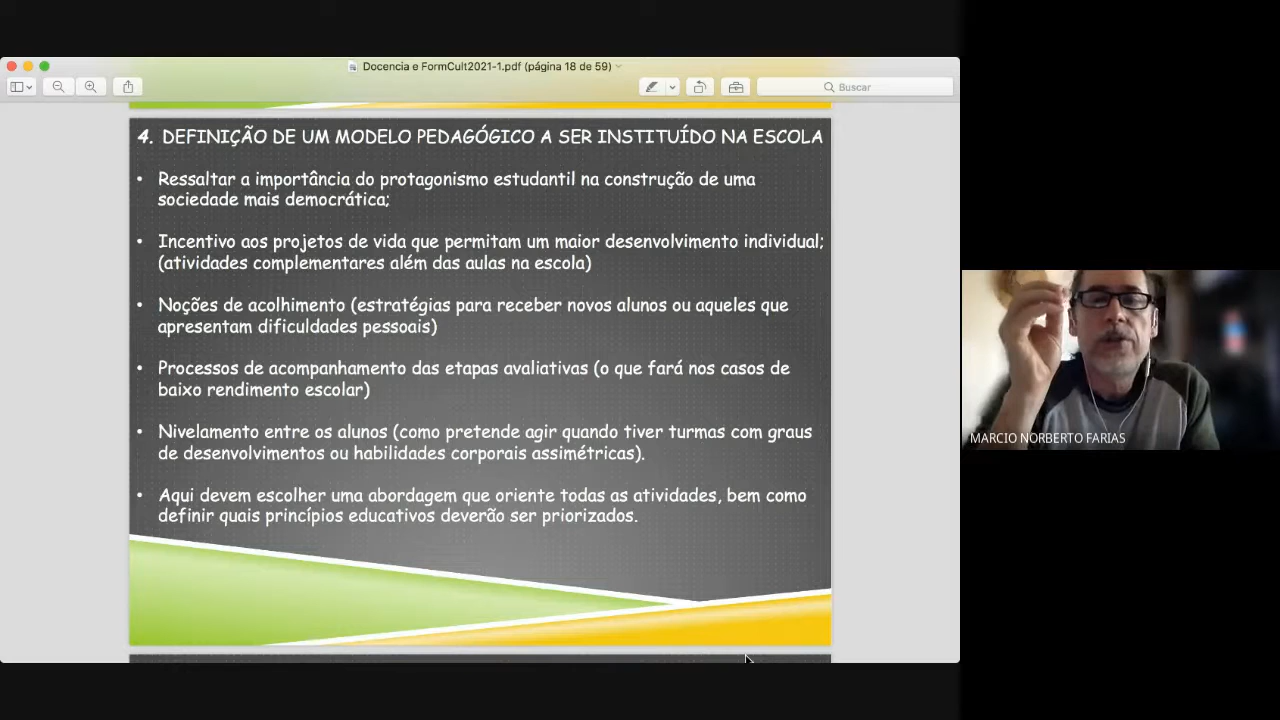 Docencia e FormCult2021-1.pdf (página 18 de 59)
Buscar
4. DEFINIÇÃO DE UM MODELO PEDAGÓGICO A SER INSTITUÍDO NA ESCOLA
• Ressaltar a importância do protagonismo estudantil na construção de uma
sociedade mais democrática;
• Incentivo aos projetos de vida que permitam um maior desenvolvimento individual;
(atividades complementares além das aulas na escola)
• Noções de acolhimento (estratégias para receber novos alunos ou aqueles que
apresentam dificuldades pessoais)
• Processos de acompanhamento das etapas avaliativas (o que fará nos casos de
baixo rendimento escolar)
• Nivelamento entre os alunos (como pretende agir quando tiver turmas com graus
de desenvolvimentos ou habilidades corporais assimétricas).
• Aqui devem escolher uma abordagem que oriente todas as atividades, bem como
definir quais princípios educativos deverão ser priorizados.
MARCIO NORBERTO FARIAS